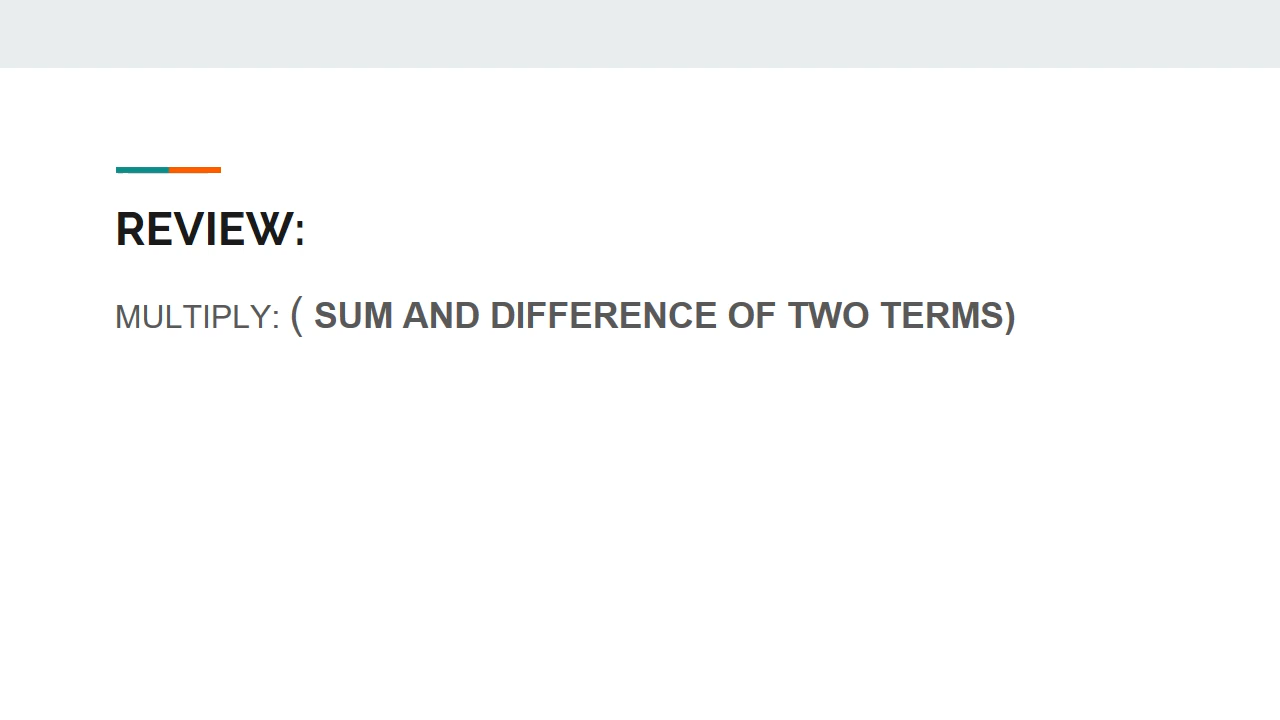 REVIEW:
MULTIPLY: ( SUM AND DIFFERENCE OF TWO TERMS)